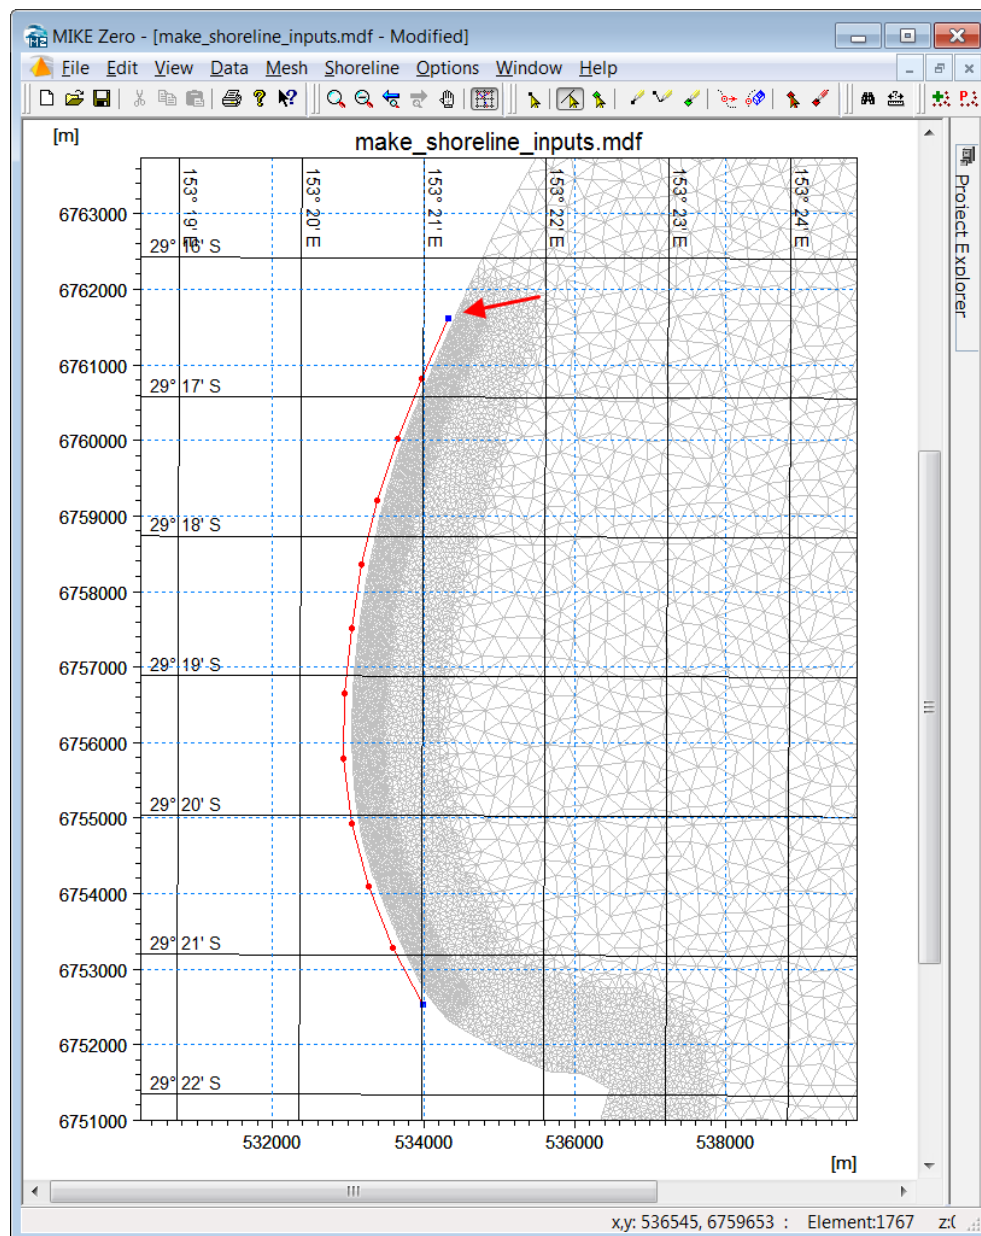 MIKE Zero - [make_shoreline_inputs.mdf - Modified]
File Edit View Data Mesh Shoreline Options Window Help
[m]
make_shoreline_inputs.mdf
153° 19' E
153° 20' E
153° 21' E
153° 22' E
153° 23' E
153° 24' E
Project Explorer
6763000
29° 16' S
6762000
6761000
29° 17' S
6760000
6759000
29° 18' S
6758000
6757000
29° 19' S
6756000
29° 20' S
6755000
6754000
29° 21' S
6753000
6752000
29° 22' S
6751000
532000 534000 536000 538000
[m]
x,y: 536545, 6759653 : Element:1767 z:(